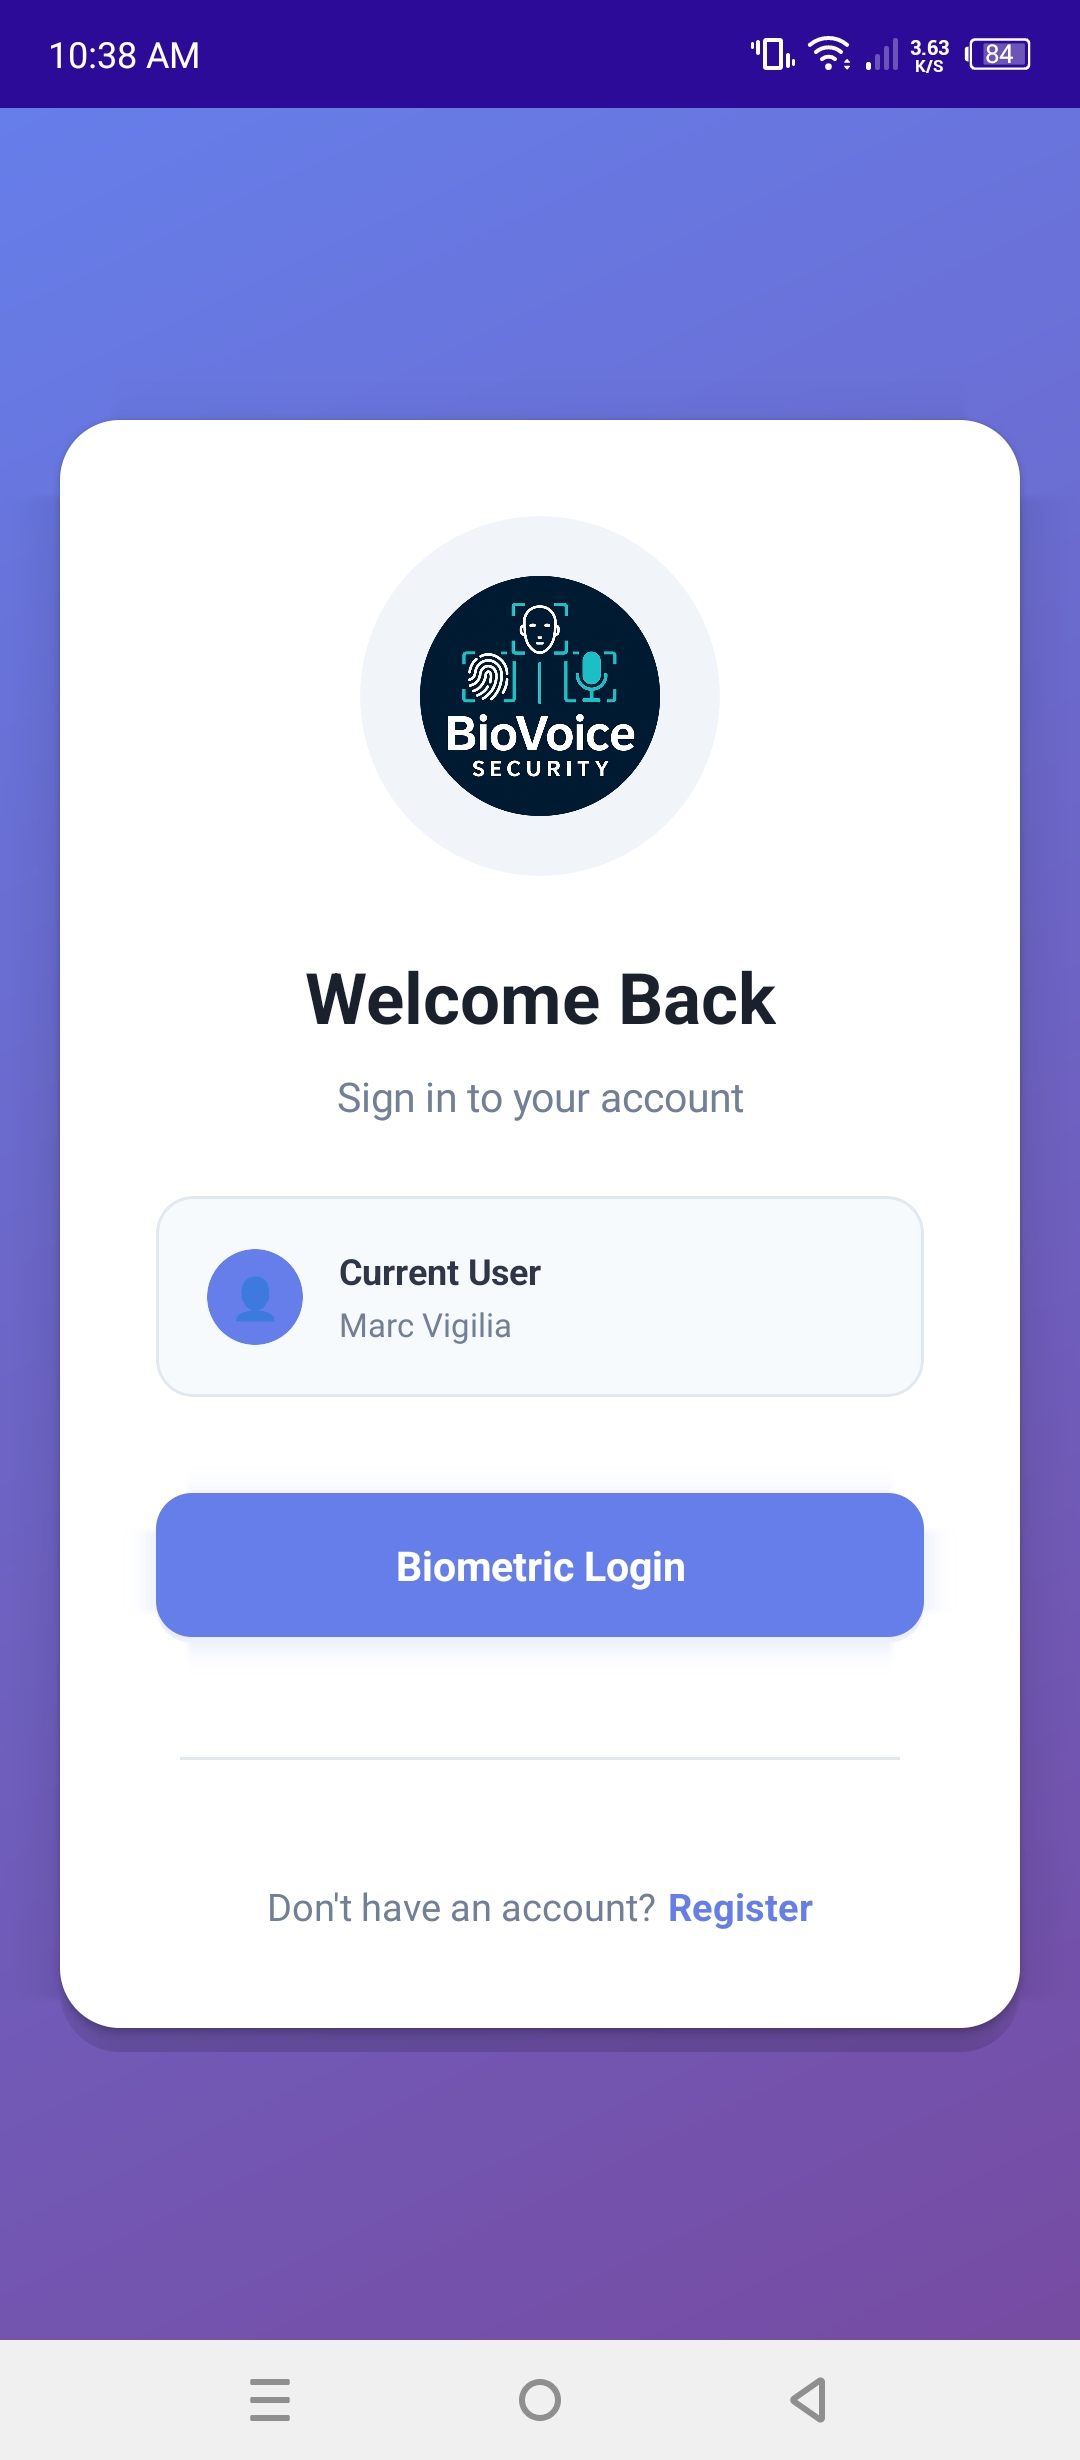 10:38 AM
3.63
K/S
84
BioVoice
SECURITY
Welcome Back
Sign in to your account
Current User
Marc Vigilia
Biometric Login
Don't have an account? Register